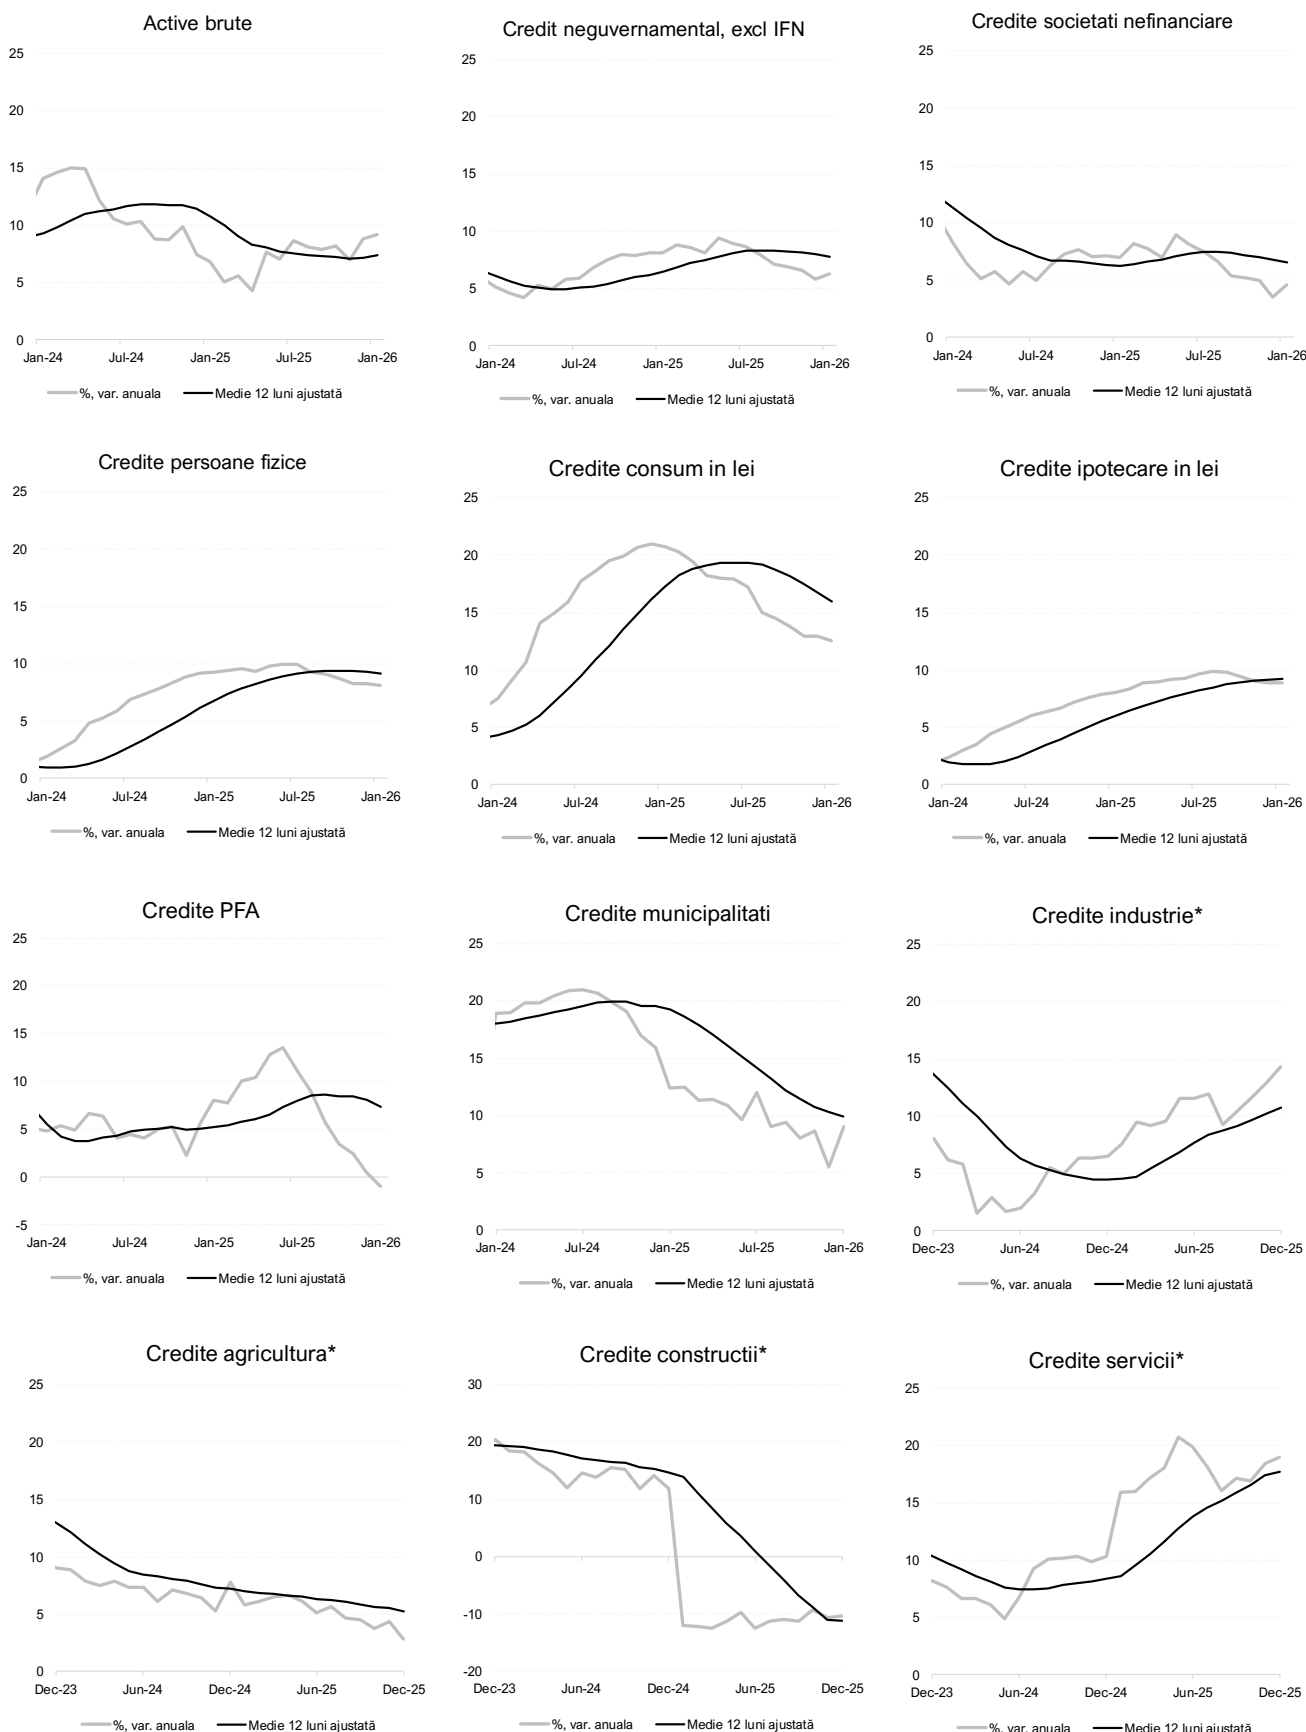 Active brute
25
20
15
10
5
0
Jan-24 Jul-24 Jan-25 Jul-25 Jan-26
%, var. anuala Medie 12 luni ajustată
Credit neguvernamental, excl IFN
25
20
15
10
5
0
Jan-24 Jul-24 Jan-25 Jul-25 Jan-26
%, var. anuala Medie 12 luni ajustată
Credite societati nefinanciare
25
20
15
10
5
0
Jan-24 Jul-24 Jan-25 Jul-25 Jan-26
%, var. anuala Medie 12 luni ajustată
Credite persoane fizice
25
20
15
10
5
0
Jan-24 Jul-24 Jan-25 Jul-25 Jan-26
%, var. anuala Medie 12 luni ajustată
Credite consum in lei
25
20
15
10
5
0
Jan-24 Jul-24 Jan-25 Jul-25 Jan-26
%, var. anuala Medie 12 luni ajustată
Credite ipotecare in lei
25
20
15
10
5
0
Jan-24 Jul-24 Jan-25 Jul-25 Jan-26
%, var. anuala Medie 12 luni ajustată
Credite PFA
25
20
15
10
5
0
-5
Jan-24 Jul-24 Jan-25 Jul-25 Jan-26
%, var. anuala Medie 12 luni ajustată
Credite municipalitati
25
20
15
10
5
0
Jan-24 Jul-24 Jan-25 Jul-25 Jan-26
%, var. anuala Medie 12 luni ajustată
Credite industrie*
25
20
15
10
5
0
Dec-23 Jun-24 Dec-24 Jun-25 Dec-25
%, var. anuala Medie 12 luni ajustată
Credite agricultura*
25
20
15
10
5
0
Dec-23 Jun-24 Dec-24 Jun-25 Dec-25
%, var. anuala Medie 12 luni ajustată
Credite constructii*
30
20
10
0
-10
-20
Dec-23 Jun-24 Dec-24 Jun-25 Dec-25
%, var. anuala Medie 12 luni ajustată
Credite servicii*
25
20
15
10
5
0
Dec-23 Jun-24 Dec-24 Jun-25 Dec-25
%, var. anuala Medie 12 luni ajustată